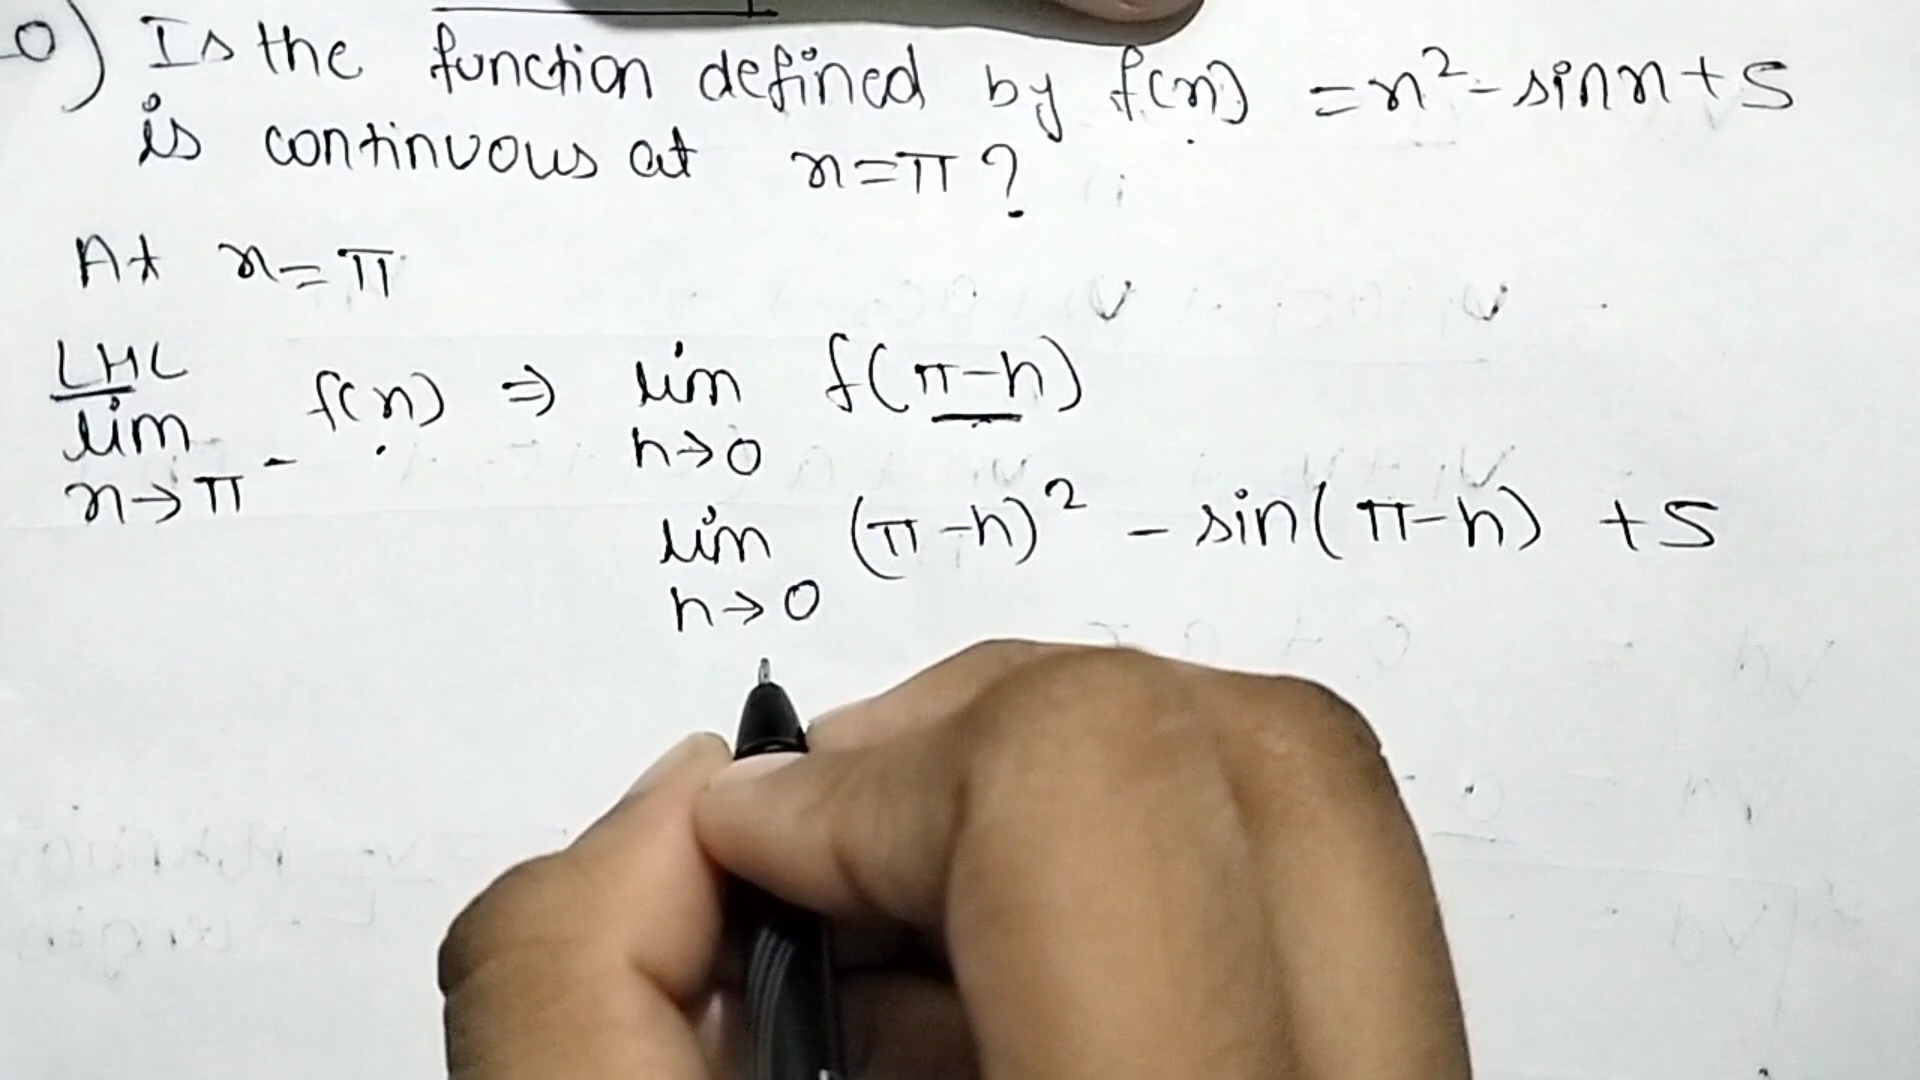 0) Is the function defined by f(x) = x² - sinx + 5
is continuous at x = π ?
At x = π
LHL
lim x→π⁻ f(x) ⇒ lim h→0 f(π-h)
lim h→0 (π-h)² - sin(π-h) + 5